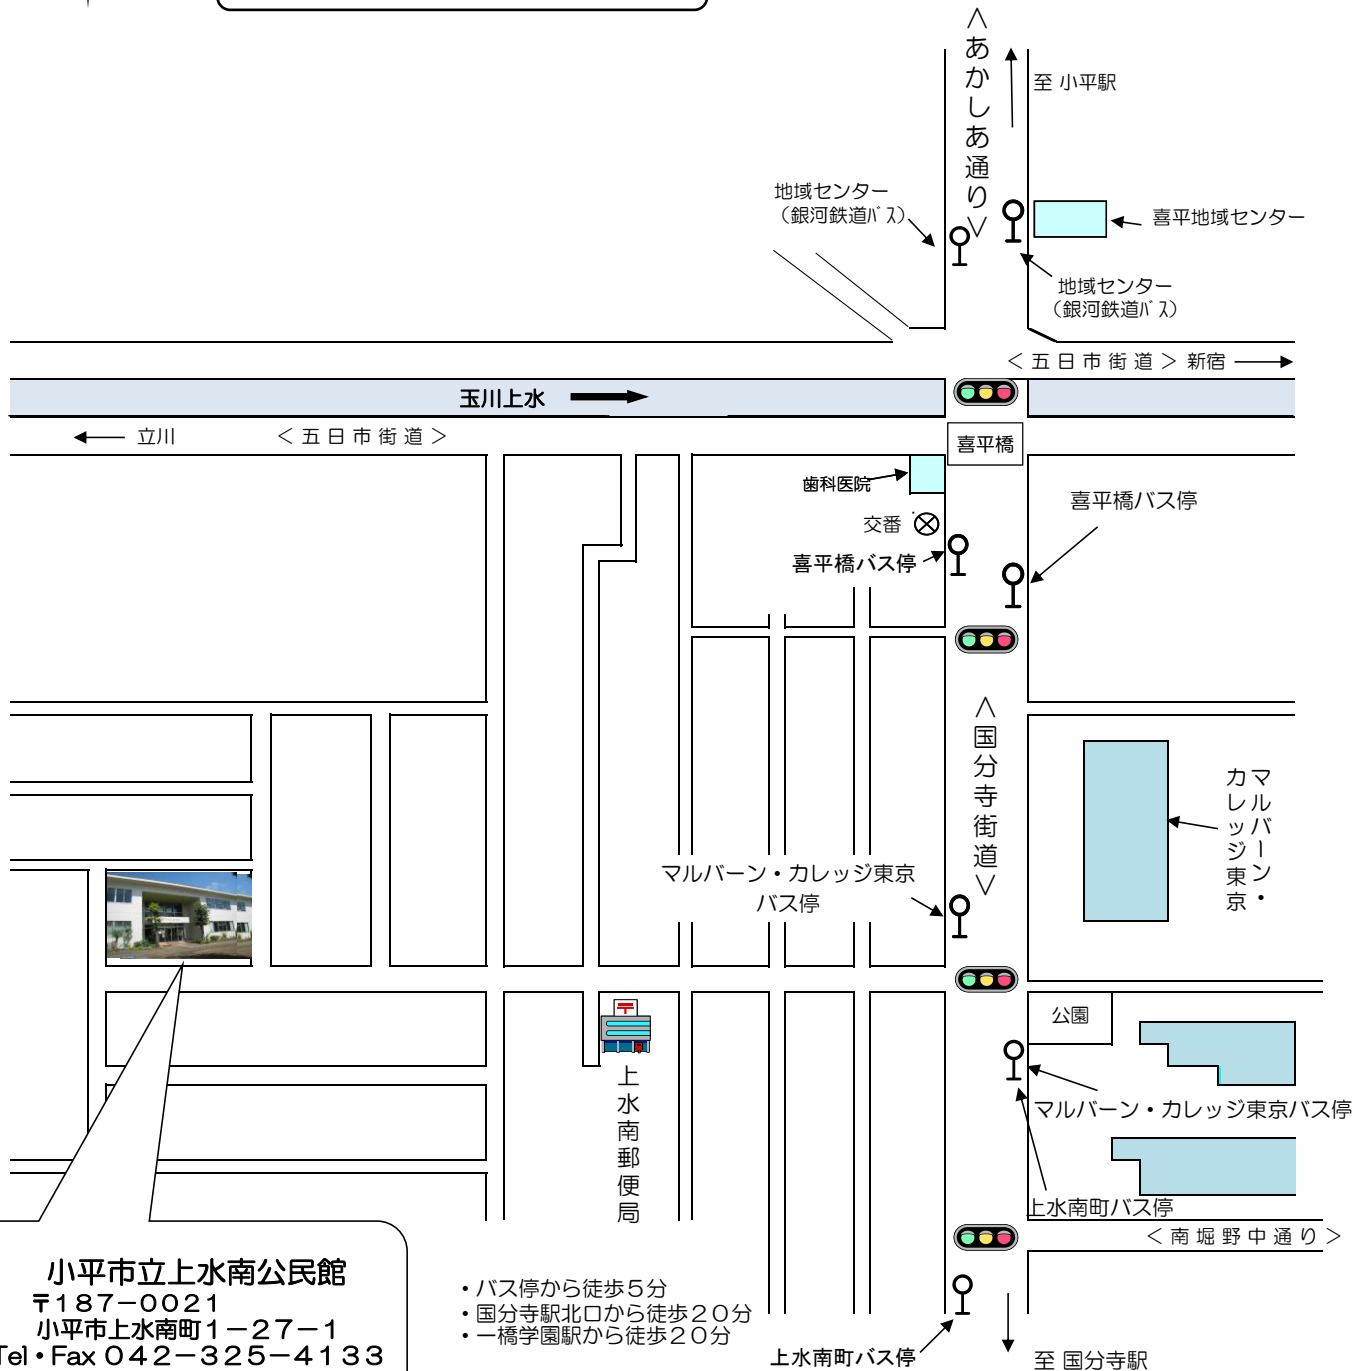 ＜あかしあ通り＞
至 小平駅
地域センター
（銀河鉄道バス）
喜平地域センター
地域センター
（銀河鉄道バス）
＜五日市街道＞ 新宿
玉川上水
立川
＜五日市街道＞
喜平橋
歯科医院
交番
喜平橋バス停
喜平橋バス停
＜国分寺街道＞
マルバーン・
カレッジ東京
マルバーン・カレッジ東京
バス停
公園
上水南郵便局
マルバーン・カレッジ東京バス停
上水南町バス停
＜南堀野中通り＞
小平市立上水南公民館
〒187－0021
小平市上水南町1－27－1
Tel・Fax 042－325－4133
・バス停から徒歩5分
・国分寺駅北口から徒歩20分
・一橋学園駅から徒歩20分
上水南町バス停
至 国分寺駅